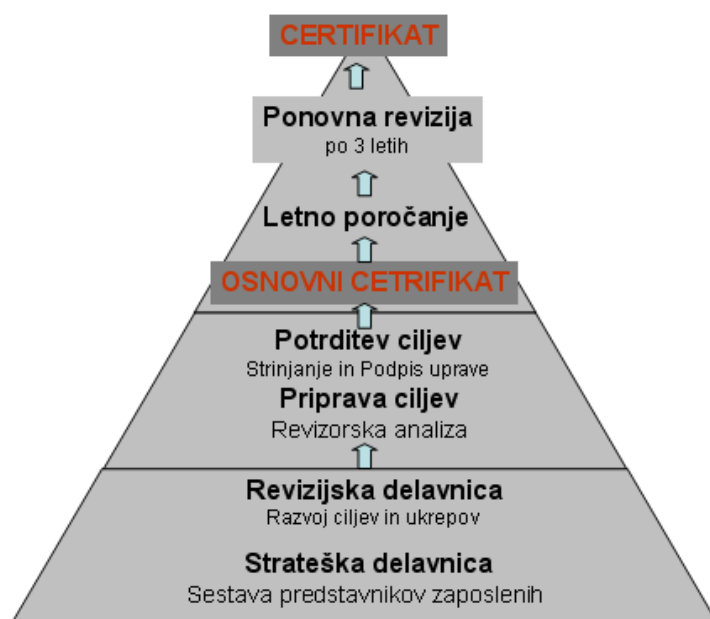 CERTIFIKAT
Ponovna revizija
po 3 letih
Letno poročanje
OSNOVNI CETRIFIKAT
Potrditev ciljev
Strinjanje in Podpis uprave
Priprava ciljev
Revizorska analiza
Revizijska delavnica
Razvoj ciljev in ukrepov
Strateška delavnica
Sestava predstavnikov zaposlenih